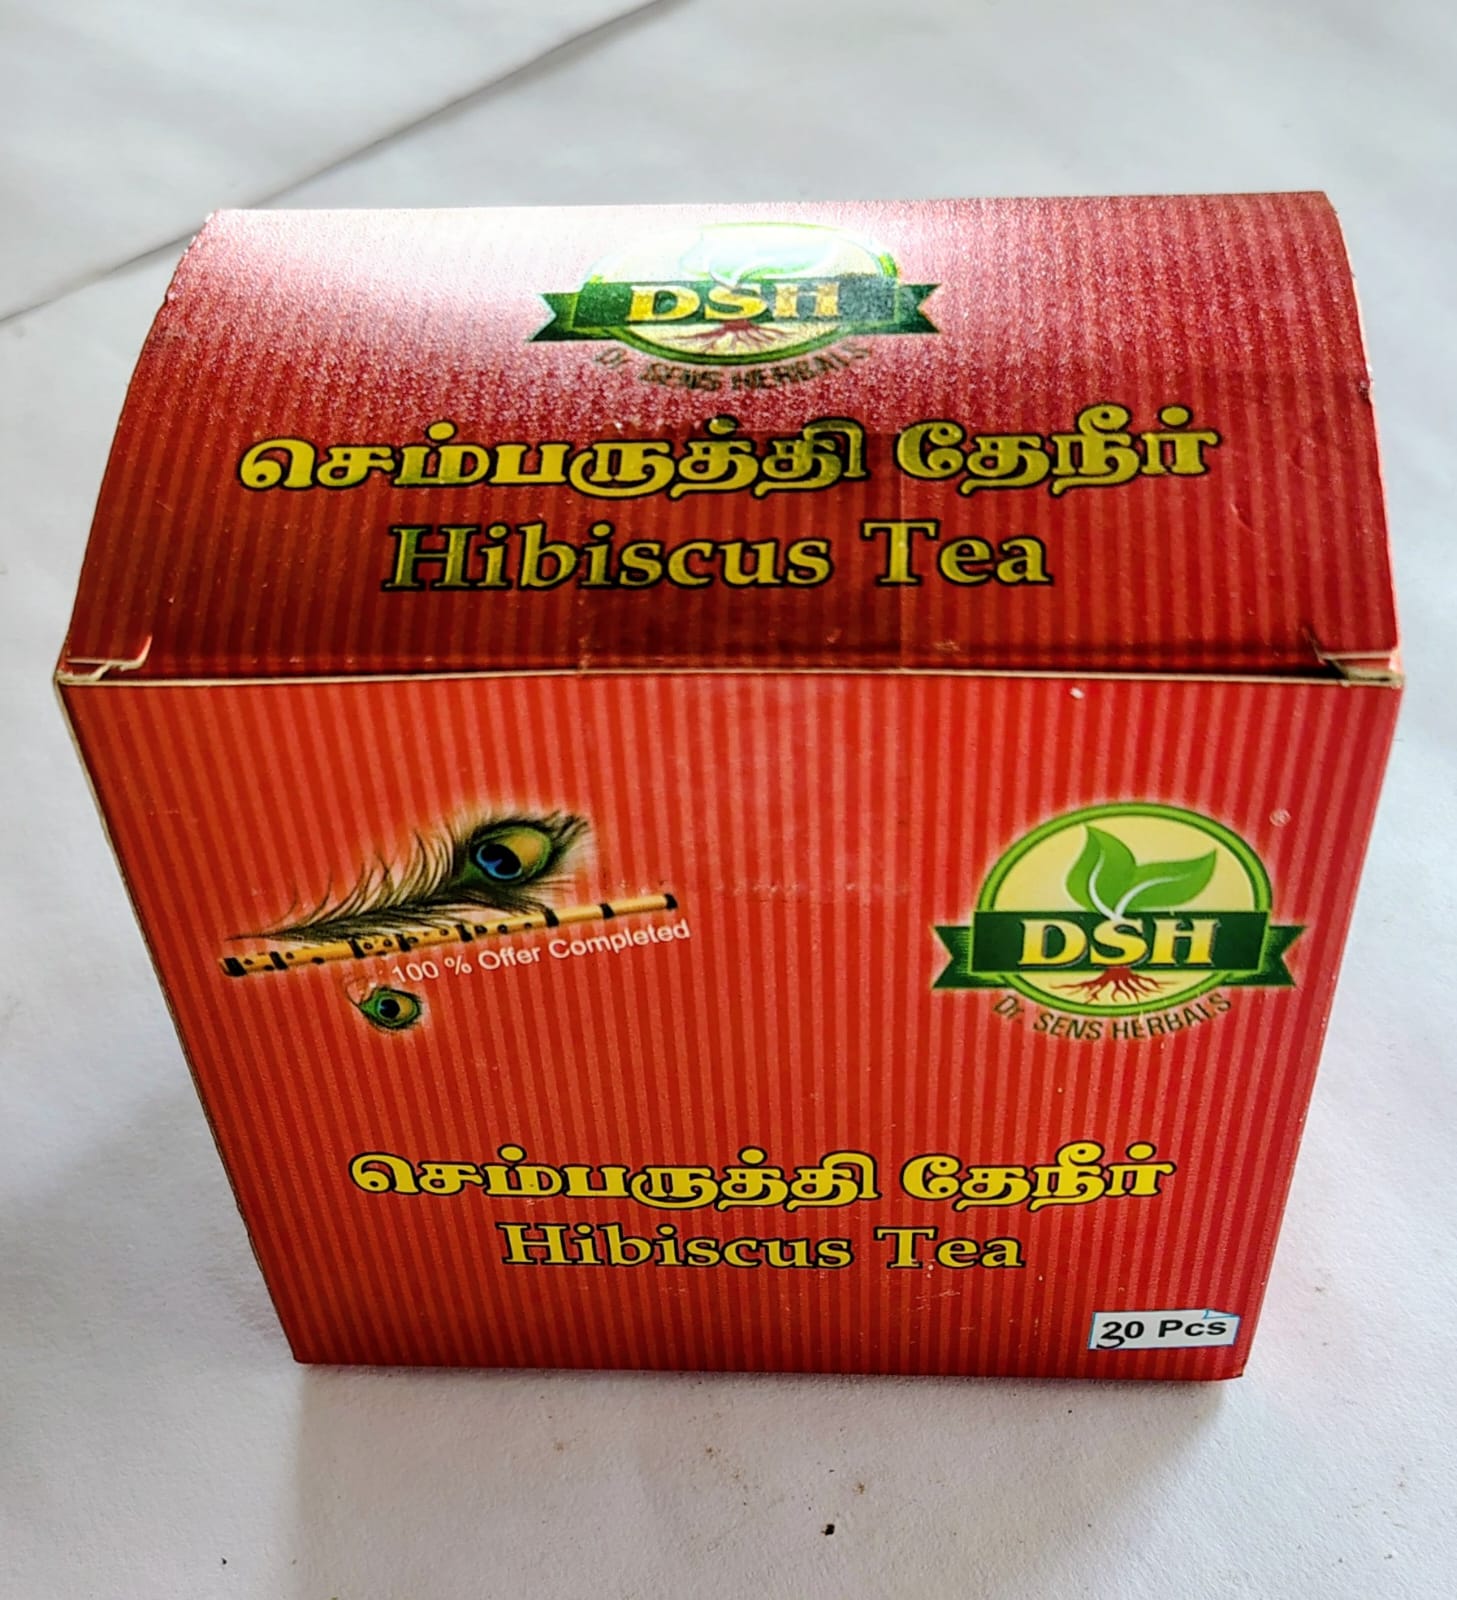 DSH
Dr. SENS HERBALS
செம்பருத்தி தேநீர்
Hibiscus Tea
100 % Offer Completed
®
DSH
Dr. SENS HERBALS
செம்பருத்தி தேநீர்
Hibiscus Tea
30 Pcs